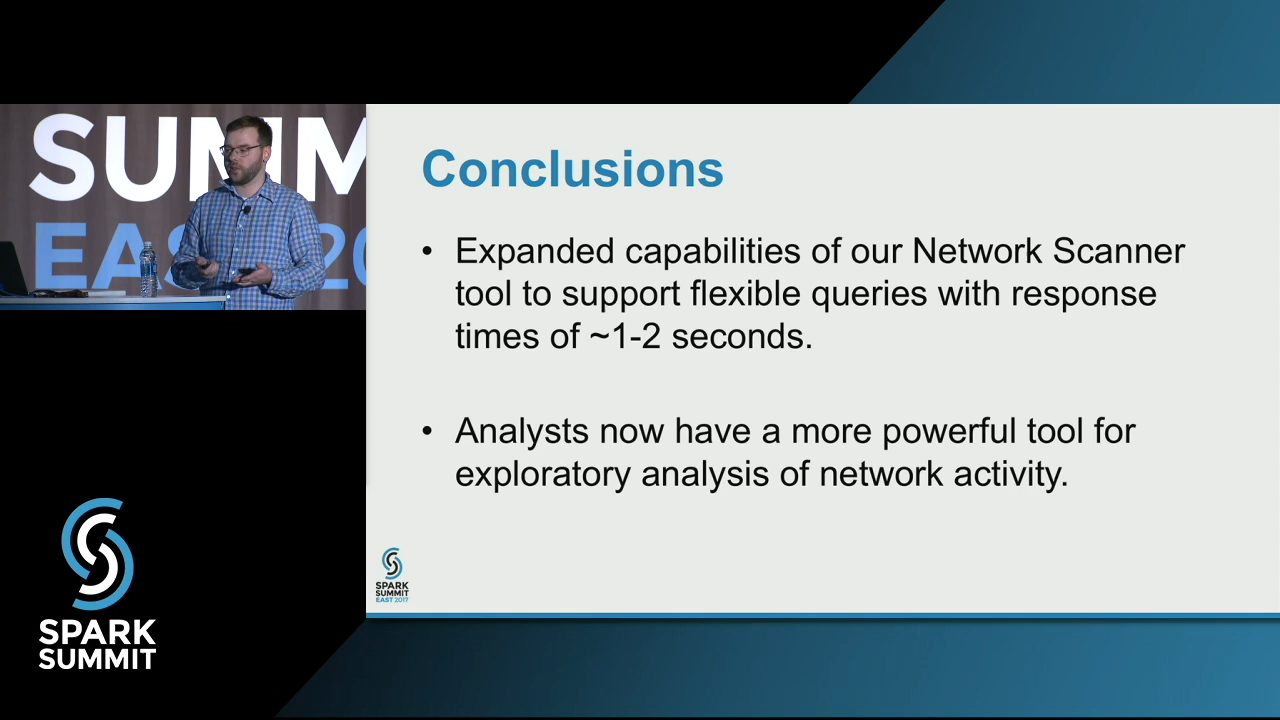 SUMM
EAS 20
Conclusions
• Expanded capabilities of our Network Scanner
tool to support flexible queries with response
times of ~1-2 seconds.
• Analysts now have a more powerful tool for
exploratory analysis of network activity.
SPARK
SUMMIT
EAST 2017
SPARK
SUMMIT